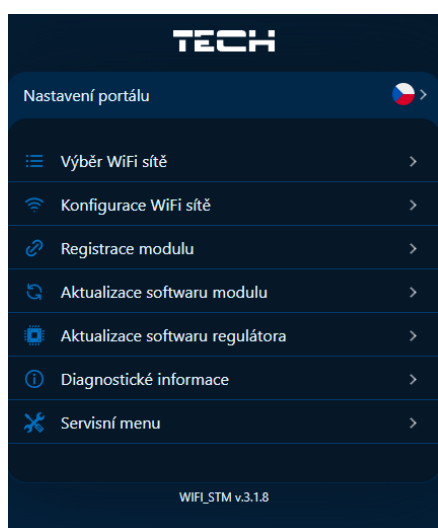 TECH
Nastavení portálu
Výběr WiFi sítě
Konfigurace WiFi sítě
Registrace modulu
Aktualizace softwaru modulu
Aktualizace softwaru regulátora
Diagnostické informace
Servisní menu
WIFI_STM v.3.1.8